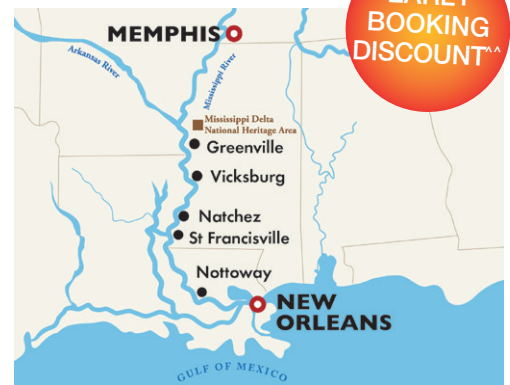 EARLY
BOOKING
DISCOUNT^^
MEMPHIS
Arkansas River
Mississippi River
Mississippi Delta
National Heritage Area
Greenville
Vicksburg
Natchez
St Francisville
Nottoway
NEW
ORLEANS
GULF OF MEXICO